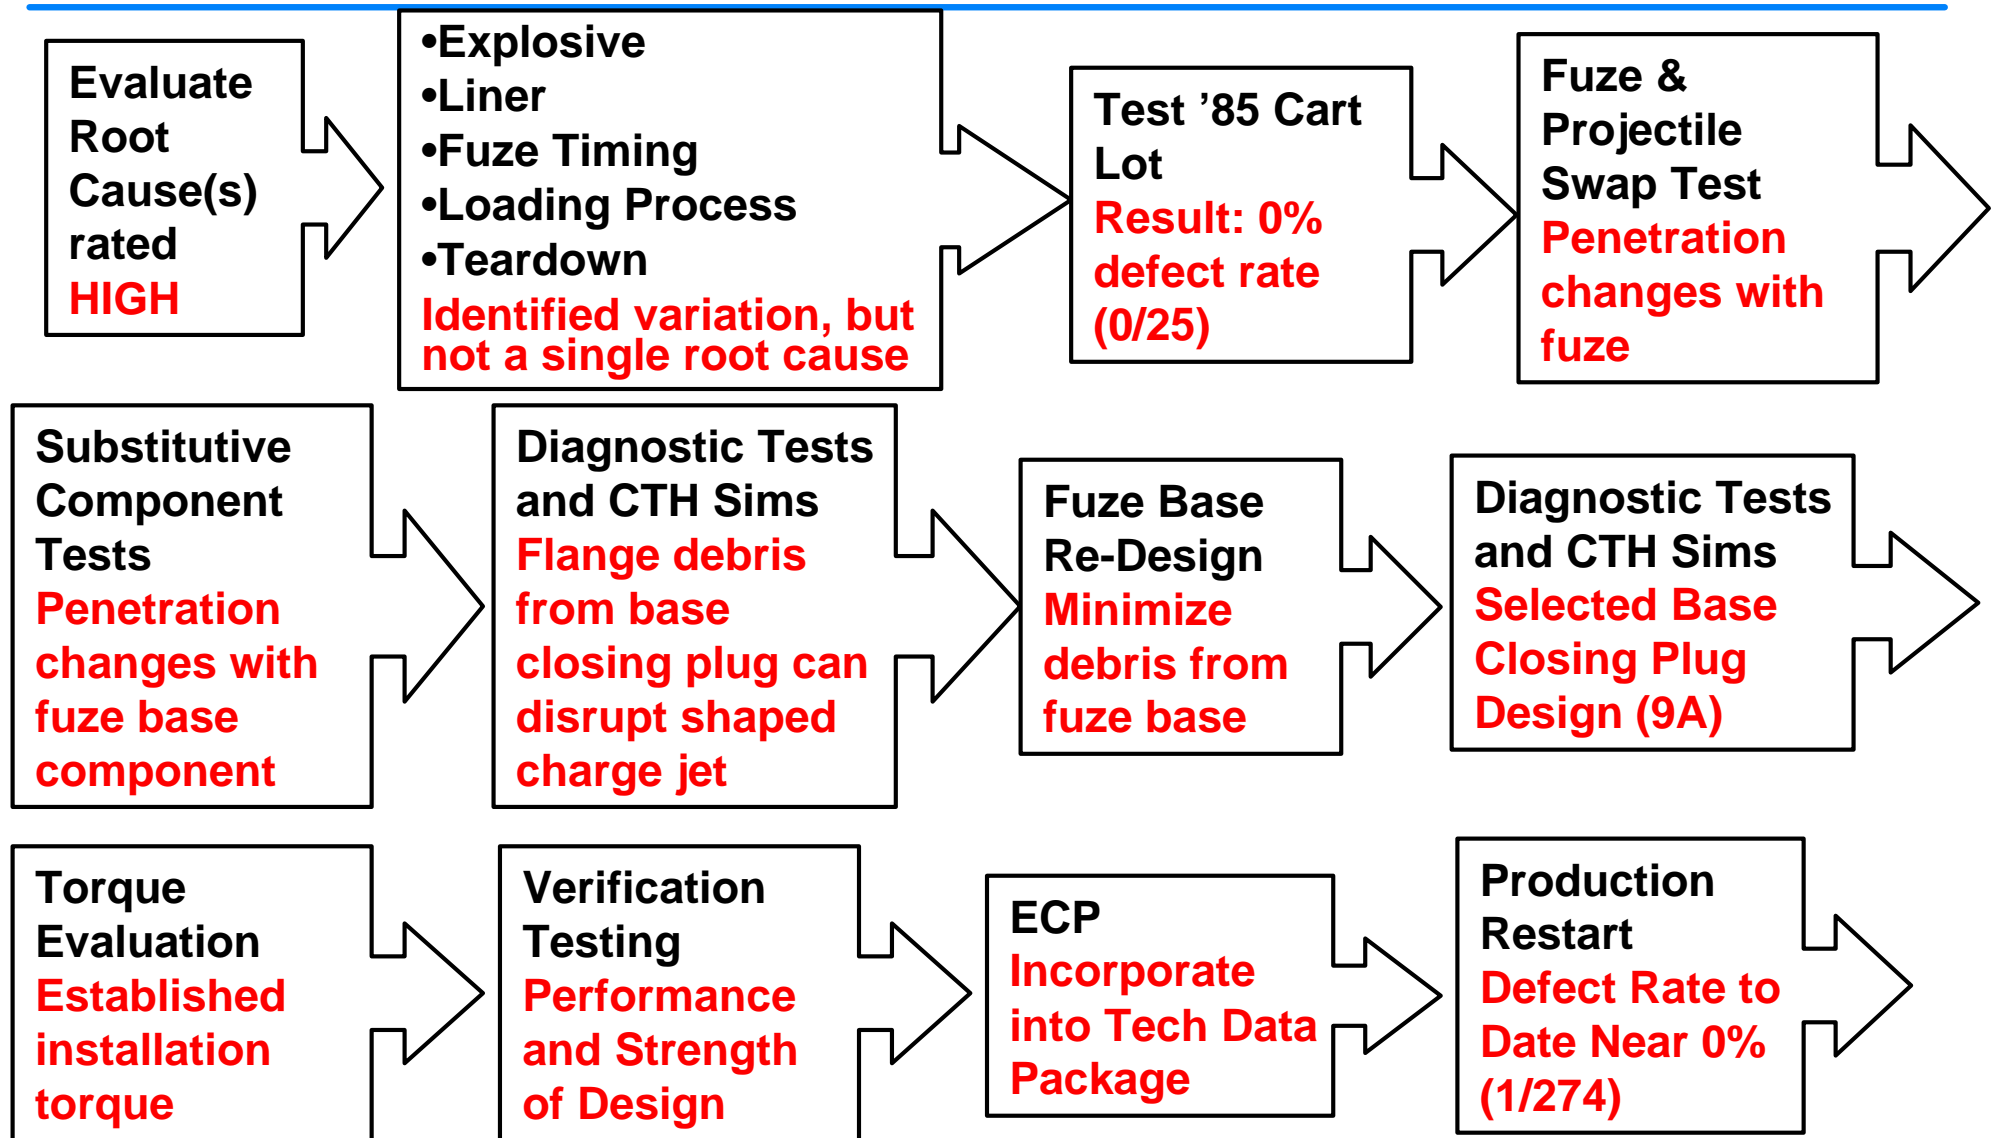 Evaluate
Root
Cause(s)
rated
HIGH
•Explosive
•Liner
•Fuze Timing
•Loading Process
•Teardown
Identified variation, but
not a single root cause
Test ’85 Cart
Lot
Result: 0%
defect rate
(0/25)
Fuze &
Projectile
Swap Test
Penetration
changes with
fuze
Substitutive
Component
Tests
Penetration
changes with
fuze base
component
Diagnostic Tests
and CTH Sims
Flange debris
from base
closing plug can
disrupt shaped
charge jet
Fuze Base
Re-Design
Minimize
debris from
fuze base
Diagnostic Tests
and CTH Sims
Selected Base
Closing Plug
Design (9A)
Torque
Evaluation
Established
installation
torque
Verification
Testing
Performance
and Strength
of Design
ECP
Incorporate
into Tech Data
Package
Production
Restart
Defect Rate to
Date Near 0%
(1/274)